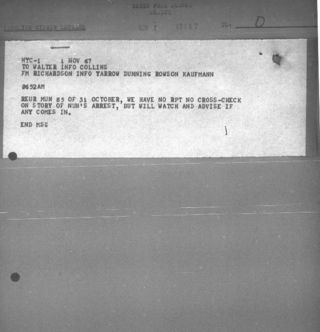 D
NYC-1 1 NOV 67
TO WALTER INFO COLLINS
FM RICHARDSON INFO YARROW DUNNING ROWSON KAUFMANN
0652AM
REUR MUN 85 OF 31 OCTOBER, WE HAVE NO RPT NO CROSS-CHECK
ON STORY OF NUN'S ARREST, BUT WILL WATCH AND ADVISE IF
ANY COMES IN.
END MSG